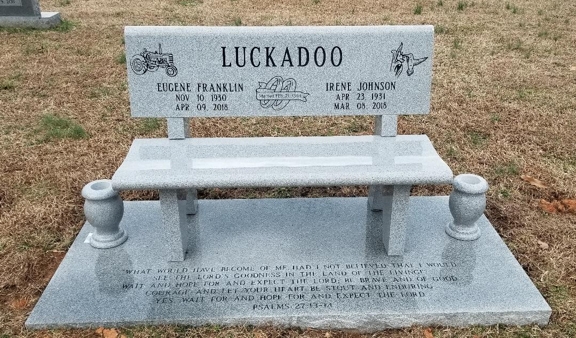 LUCKADOO
EUGENE FRANKLIN
NOV 10, 1930
APR 09, 2018
IRENE JOHNSON
APR 23, 1931
MAR 08, 2018
"WHAT WOULD HAVE BECOME OF ME HAD I NOT BELIEVED THAT I WOULD
SEE THE LORD'S GOODNESS IN THE LAND OF THE LIVING!
WAIT AND HOPE FOR AND EXPECT THE LORD; BE BRAVE AND OF GOOD
COURAGE AND LET YOUR HEART BE STOUT AND ENDURING.
YES, WAIT FOR AND HOPE FOR AND EXPECT THE LORD.
PSALMS 27:13-14